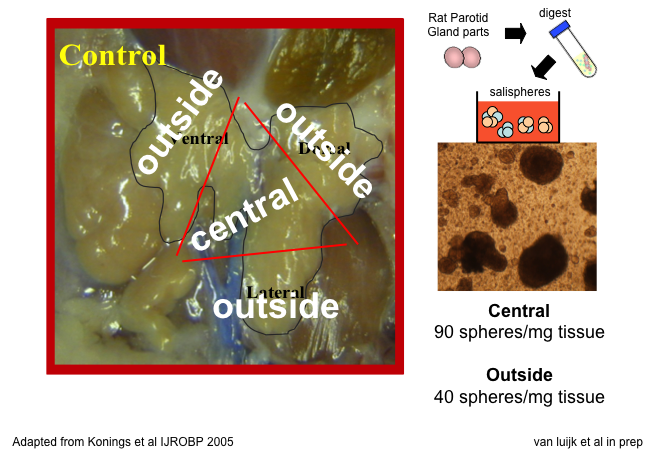 Control
outside
Ventral
outside
Dorsal
central
Lateral
outside
Rat Parotid
Gland parts
digest
salispheres
Central
90 spheres/mg tissue
Outside
40 spheres/mg tissue
Adapted from Konings et al IJROBP 2005
van luijk et al in prep